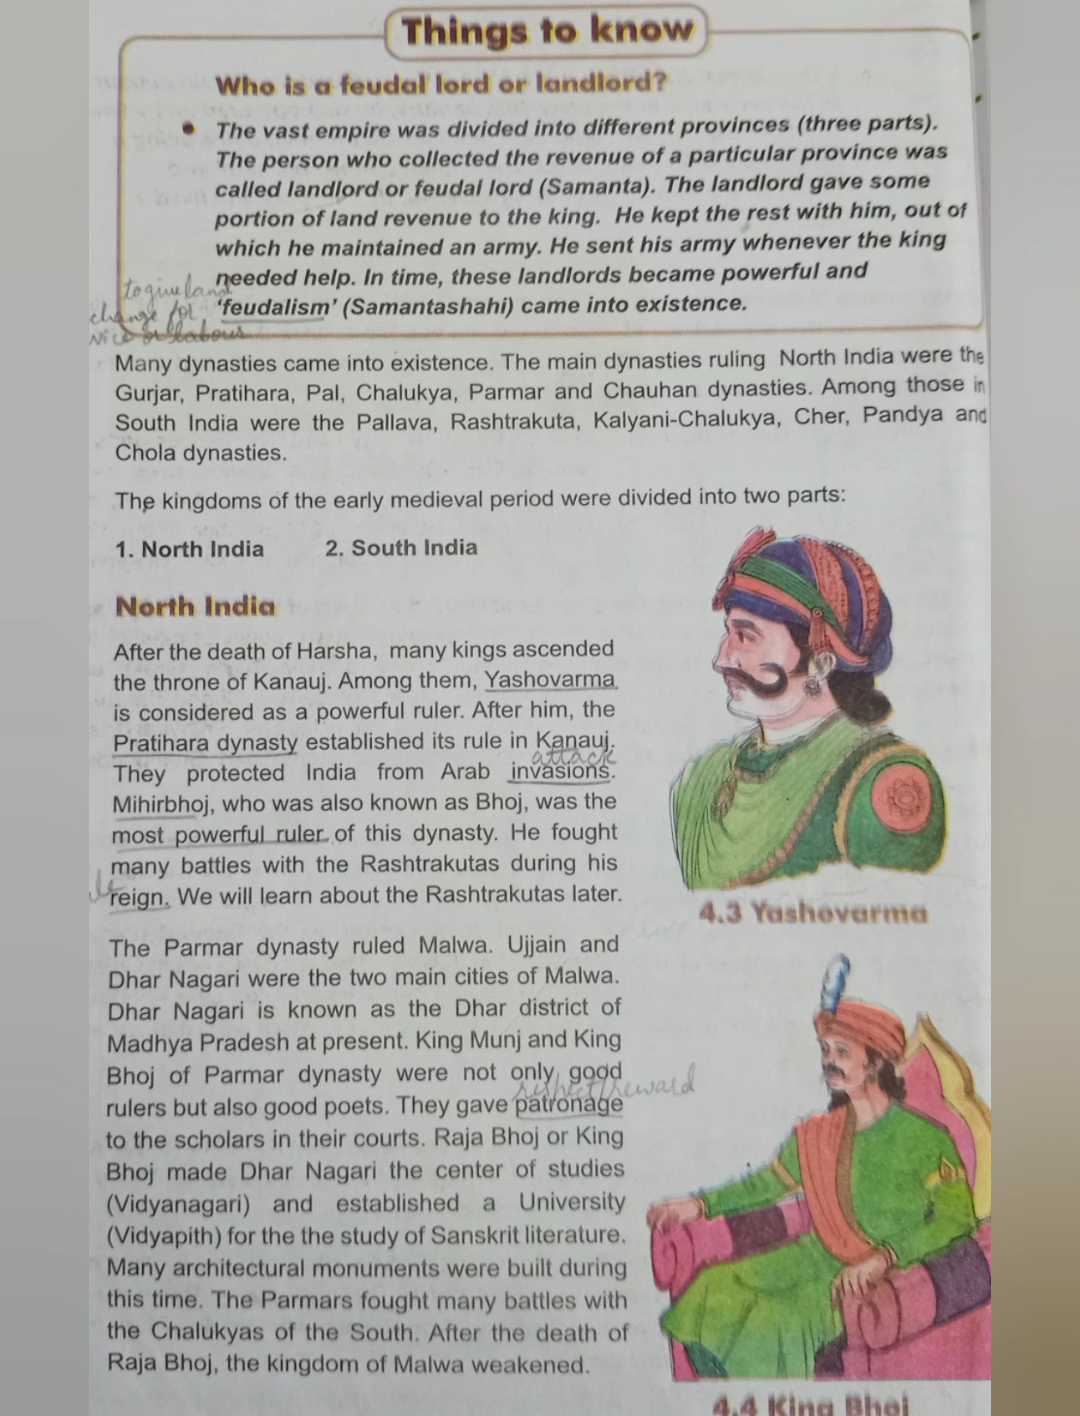 Things to know
Who is a feudal lord or landlord?
• The vast empire was divided into different provinces (three parts).
The person who collected the revenue of a particular province was
called landlord or feudal lord (Samanta). The landlord gave some
portion of land revenue to the king. He kept the rest with him, out of
which he maintained an army. He sent his army whenever the king
needed help. In time, these landlords became powerful and
to give land
'feudalism' (Samantashahi) came into existence.
change for
or labour
Many dynasties came into existence. The main dynasties ruling North India were the
Gurjar, Pratihara, Pal, Chalukya, Parmar and Chauhan dynasties. Among those in
South India were the Pallava, Rashtrakuta, Kalyani-Chalukya, Cher, Pandya and
Chola dynasties.
The kingdoms of the early medieval period were divided into two parts:
1. North India 2. South India
North India
After the death of Harsha, many kings ascended
the throne of Kanauj. Among them, Yashovarma
is considered as a powerful ruler. After him, the
Pratihara dynasty established its rule in Kanauj.
attack
They protected India from Arab invasions.
Mihirbhoj, who was also known as Bhoj, was the
most powerful ruler of this dynasty. He fought
many battles with the Rashtrakutas during his
reign. We will learn about the Rashtrakutas later.
4.3 Yashovarma
The Parmar dynasty ruled Malwa. Ujjain and
Dhar Nagari were the two main cities of Malwa.
Dhar Nagari is known as the Dhar district of
Madhya Pradesh at present. King Munj and King
Bhoj of Parmar dynasty were not only good
respect/reward
rulers but also good poets. They gave patronage
to the scholars in their courts. Raja Bhoj or King
Bhoj made Dhar Nagari the center of studies
(Vidyanagari) and established a University
(Vidyapith) for the the study of Sanskrit literature.
Many architectural monuments were built during
this time. The Parmars fought many battles with
the Chalukyas of the South. After the death of
Raja Bhoj, the kingdom of Malwa weakened.
4.4 King Bhoj